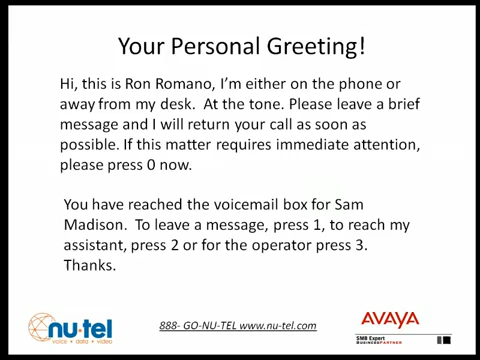 Your Personal Greeting!
Hi, this is Ron Romano, I'm either on the phone or
away from my desk.  At the tone. Please leave a brief
message and I will return your call as soon as
possible. If this matter requires immediate attention,
please press 0 now.
You have reached the voicemail box for Sam
Madison.  To leave a message, press 1, to reach my
assistant, press 2 or for the operator press 3.
Thanks.
nu•tel
voice • data • video
888- GO-NU-TEL www.nu-tel.com
AVAYA
SMB Expert
BUSINESSPARTNER